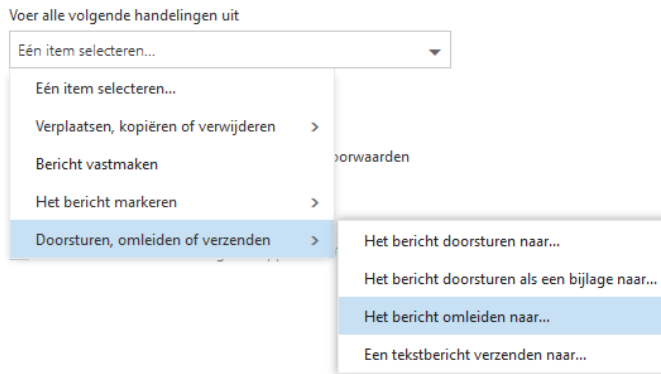 Voer alle volgende handelingen uit
Eén item selecteren...
Eén item selecteren...
Verplaatsen, kopiëren of verwijderen
Bericht vastmaken
orwaarden
Het bericht markeren
Doorsturen, omleiden of verzenden
Het bericht doorsturen naar...
Het bericht doorsturen als een bijlage naar...
Het bericht omleiden naar...
Een tekstbericht verzenden naar...